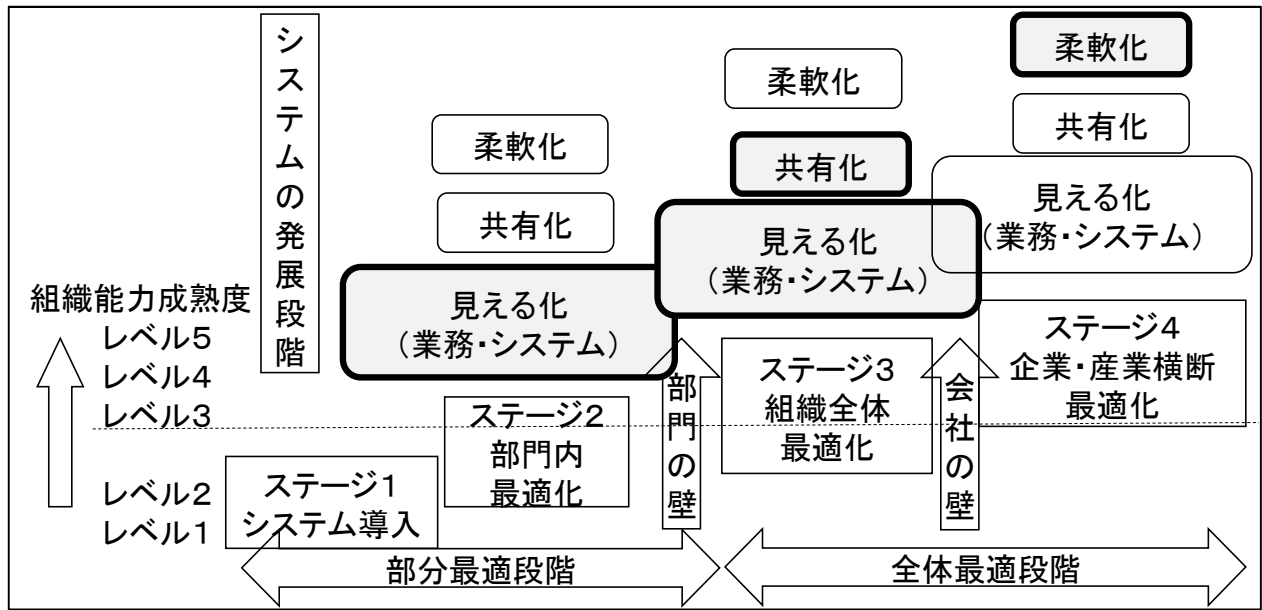 システムの発展段階
柔軟化
共有化
見える化
（業務・システム）
柔軟化
共有化
見える化
（業務・システム）
柔軟化
共有化
見える化
（業務・システム）
組織能力成熟度
レベル５
レベル４
レベル３
レベル２
レベル１
ステージ１
システム導入
ステージ２
部門内
最適化
部門の壁
ステージ３
組織全体
最適化
会社の壁
ステージ４
企業・産業横断
最適化
部分最適段階
全体最適段階